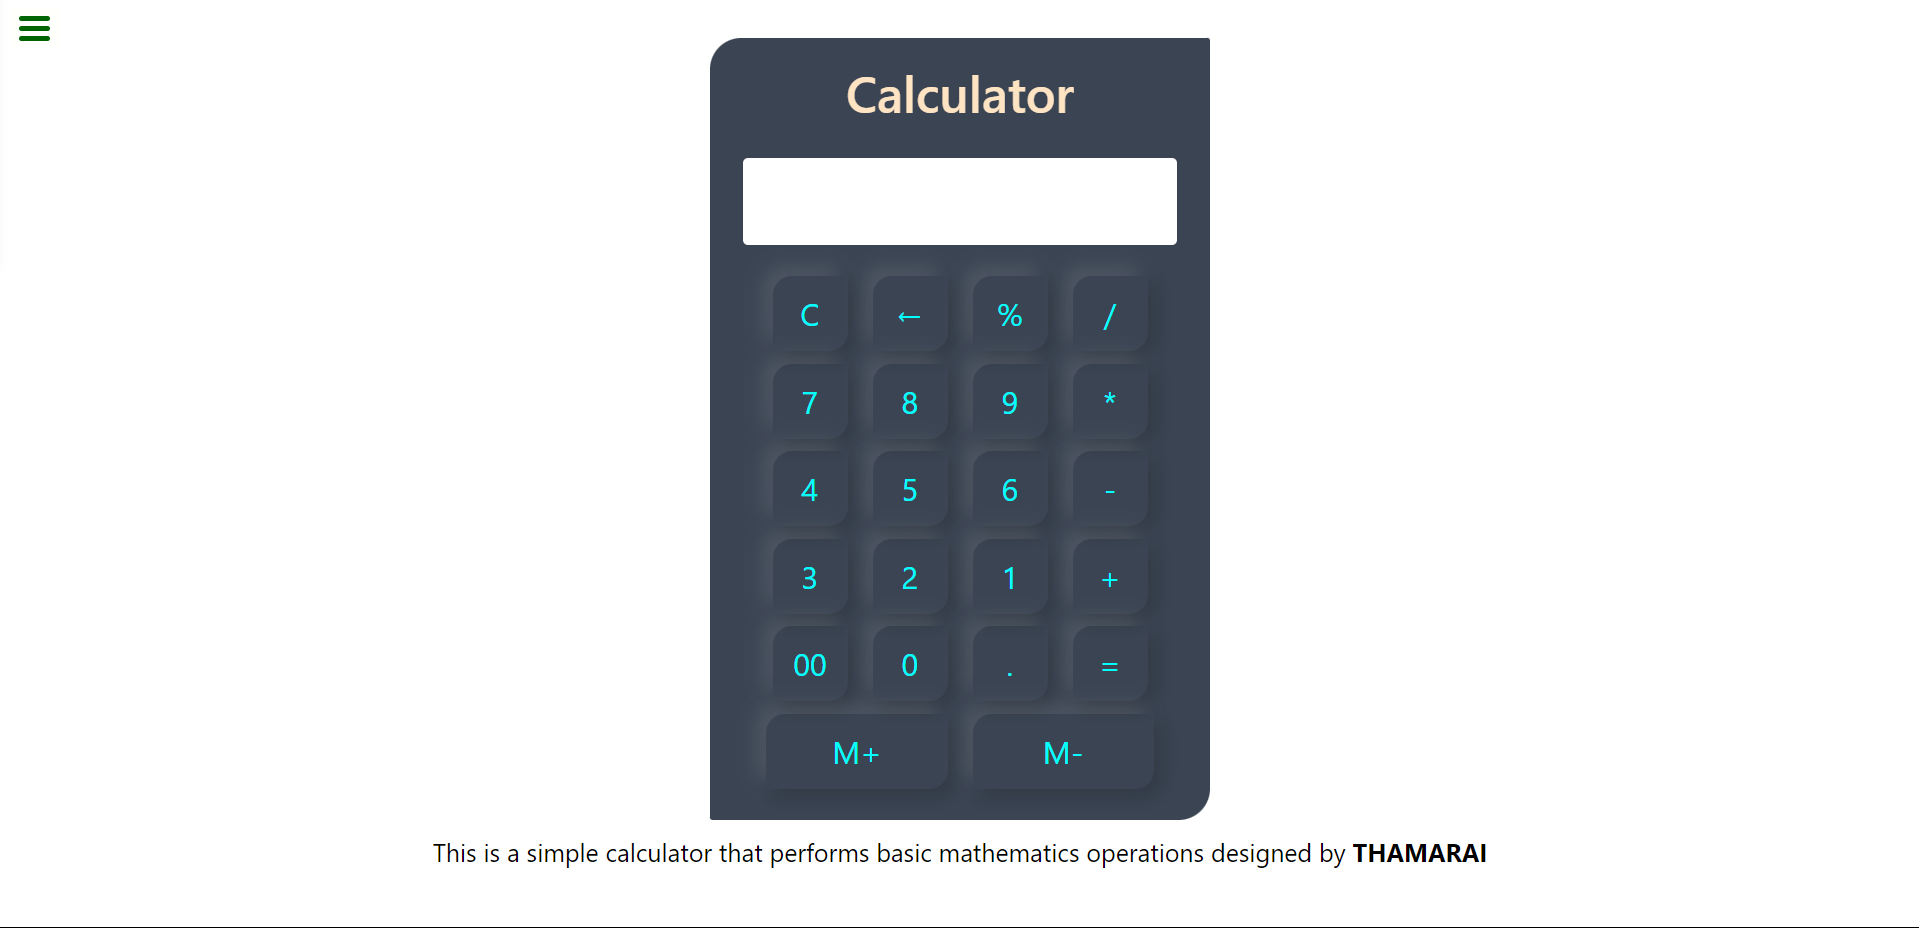 Calculator
C ← % /
7 8 9 *
4 5 6 -
3 2 1 +
00 0 . =
M+ M-
This is a simple calculator that performs basic mathematics operations designed by THAMARAI